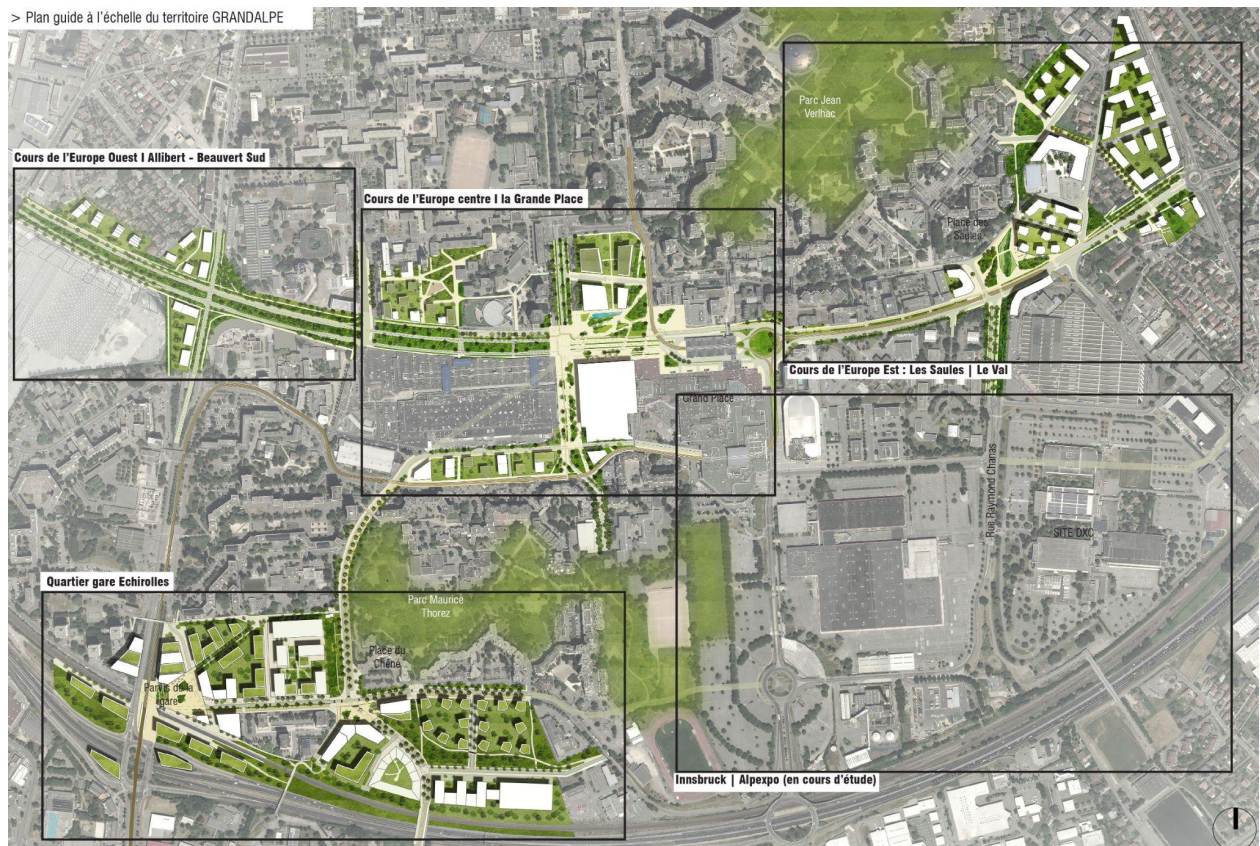 > Plan guide à l'échelle du territoire GRANDALPE
Parc Jean
Verlhac
Cours de l'Europe Ouest I Allibert - Beauvert Sud
Cours de l'Europe centre I la Grande Place
Place des
Saules
Cours de l'Europe Est : Les Saules | Le Val
Grand Place
Rue Raymond Chanas
SITE DXC
Quartier gare Echirolles
Parc Maurice
Thorez
Place du
Chêne
Parvis de la
gare
Innsbruck | Alpexpo (en cours d'étude)